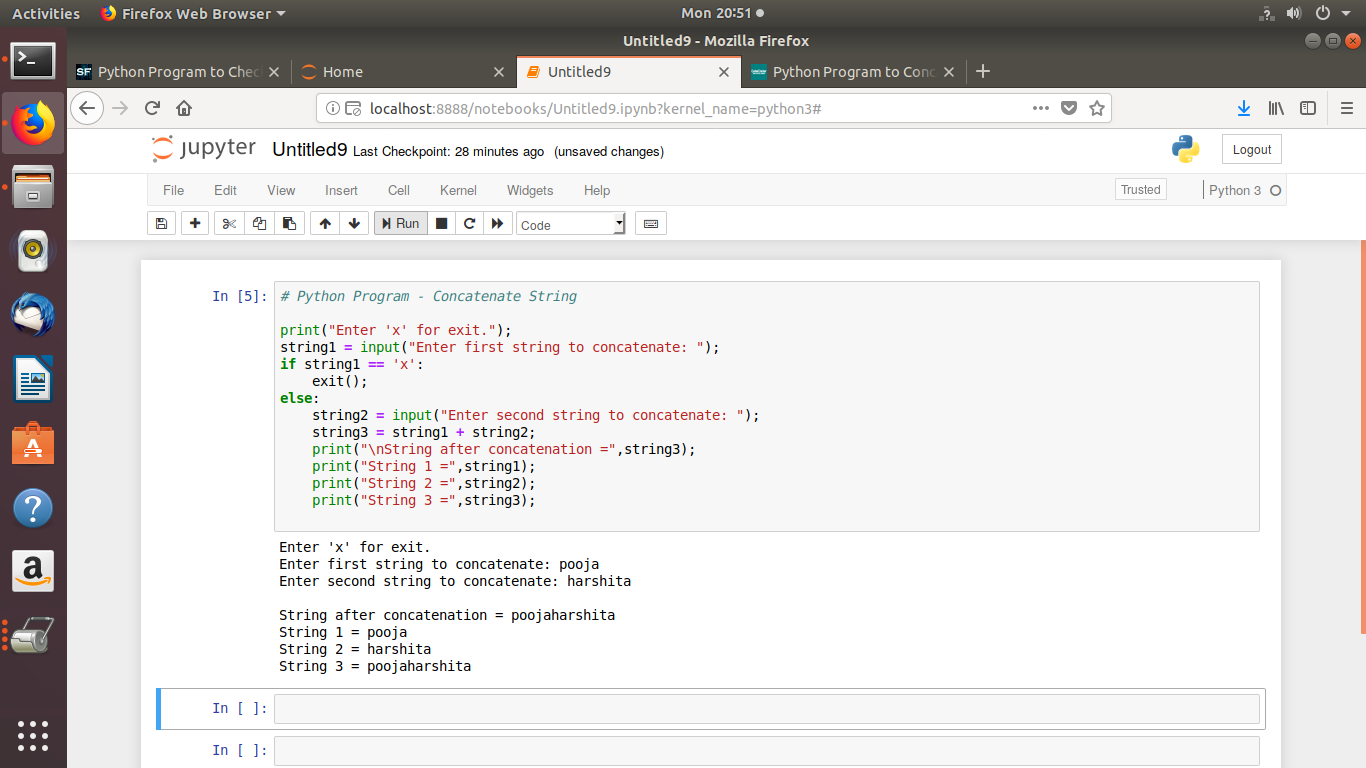 Activities Firefox Web Browser Mon 20:51
Untitled9 - Mozilla Firefox
SF Python Program to Chec Home Untitled9 Python Program to Conc
localhost:8888/notebooks/Untitled9.ipynb?kernel_name=python3#
jupyter Untitled9 Last Checkpoint: 28 minutes ago (unsaved changes) Logout
File Edit View Insert Cell Kernel Widgets Help Trusted Python 3
Run Code
In [5]: # Python Program - Concatenate String
print("Enter 'x' for exit.");
string1 = input("Enter first string to concatenate: ");
if string1 == 'x':
    exit();
else:
    string2 = input("Enter second string to concatenate: ");
    string3 = string1 + string2;
    print("\nString after concatenation =",string3);
    print("String 1 =",string1);
    print("String 2 =",string2);
    print("String 3 =",string3);
Enter 'x' for exit.
Enter first string to concatenate: pooja
Enter second string to concatenate: harshita
String after concatenation = poojaharshita
String 1 = pooja
String 2 = harshita
String 3 = poojaharshita
In [ ]:
In [ ]: